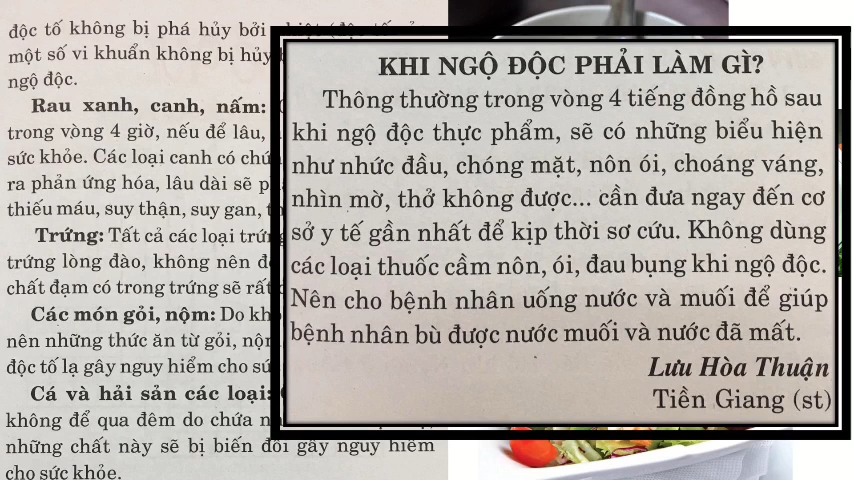 độc tố không bị phá hủy bởi
một số vi khuẩn không bị hủy
ngộ độc.
Rau xanh, canh, nấm:
trong vòng 4 giờ, nếu để lâu,
sức khỏe. Các loại canh có chứ
ra phản ứng hóa, lâu dài sẽ
thiếu máu, suy thận, suy gan,
Trứng: Tất cả các loại trứ
trứng lòng đào, không nên
chất đạm có trong trứng sẽ rất
Các món gỏi, nộm: Do
nên những thức ăn từ gỏi,
độc tố lạ gây nguy hiểm cho
Cá và hải sản các loại:
không để qua đêm do chứa
những chất này sẽ bị biến đổi gây nguy hiểm
cho sức khỏe.
KHI NGỘ ĐỘC PHẢI LÀM GÌ?
Thông thường trong vòng 4 tiếng đồng hồ sau
khi ngộ độc thực phẩm, sẽ có những biểu hiện
như nhức đầu, chóng mặt, nôn ói, choáng váng,
nhìn mờ, thở không được... cần đưa ngay đến cơ
sở y tế gần nhất để kịp thời sơ cứu. Không dùng
các loại thuốc cầm nôn, ói, đau bụng khi ngộ độc.
Nên cho bệnh nhân uống nước và muối để giúp
bệnh nhân bù được nước muối và nước đã mất.
Lưu Hòa Thuận
Tiền Giang (st)